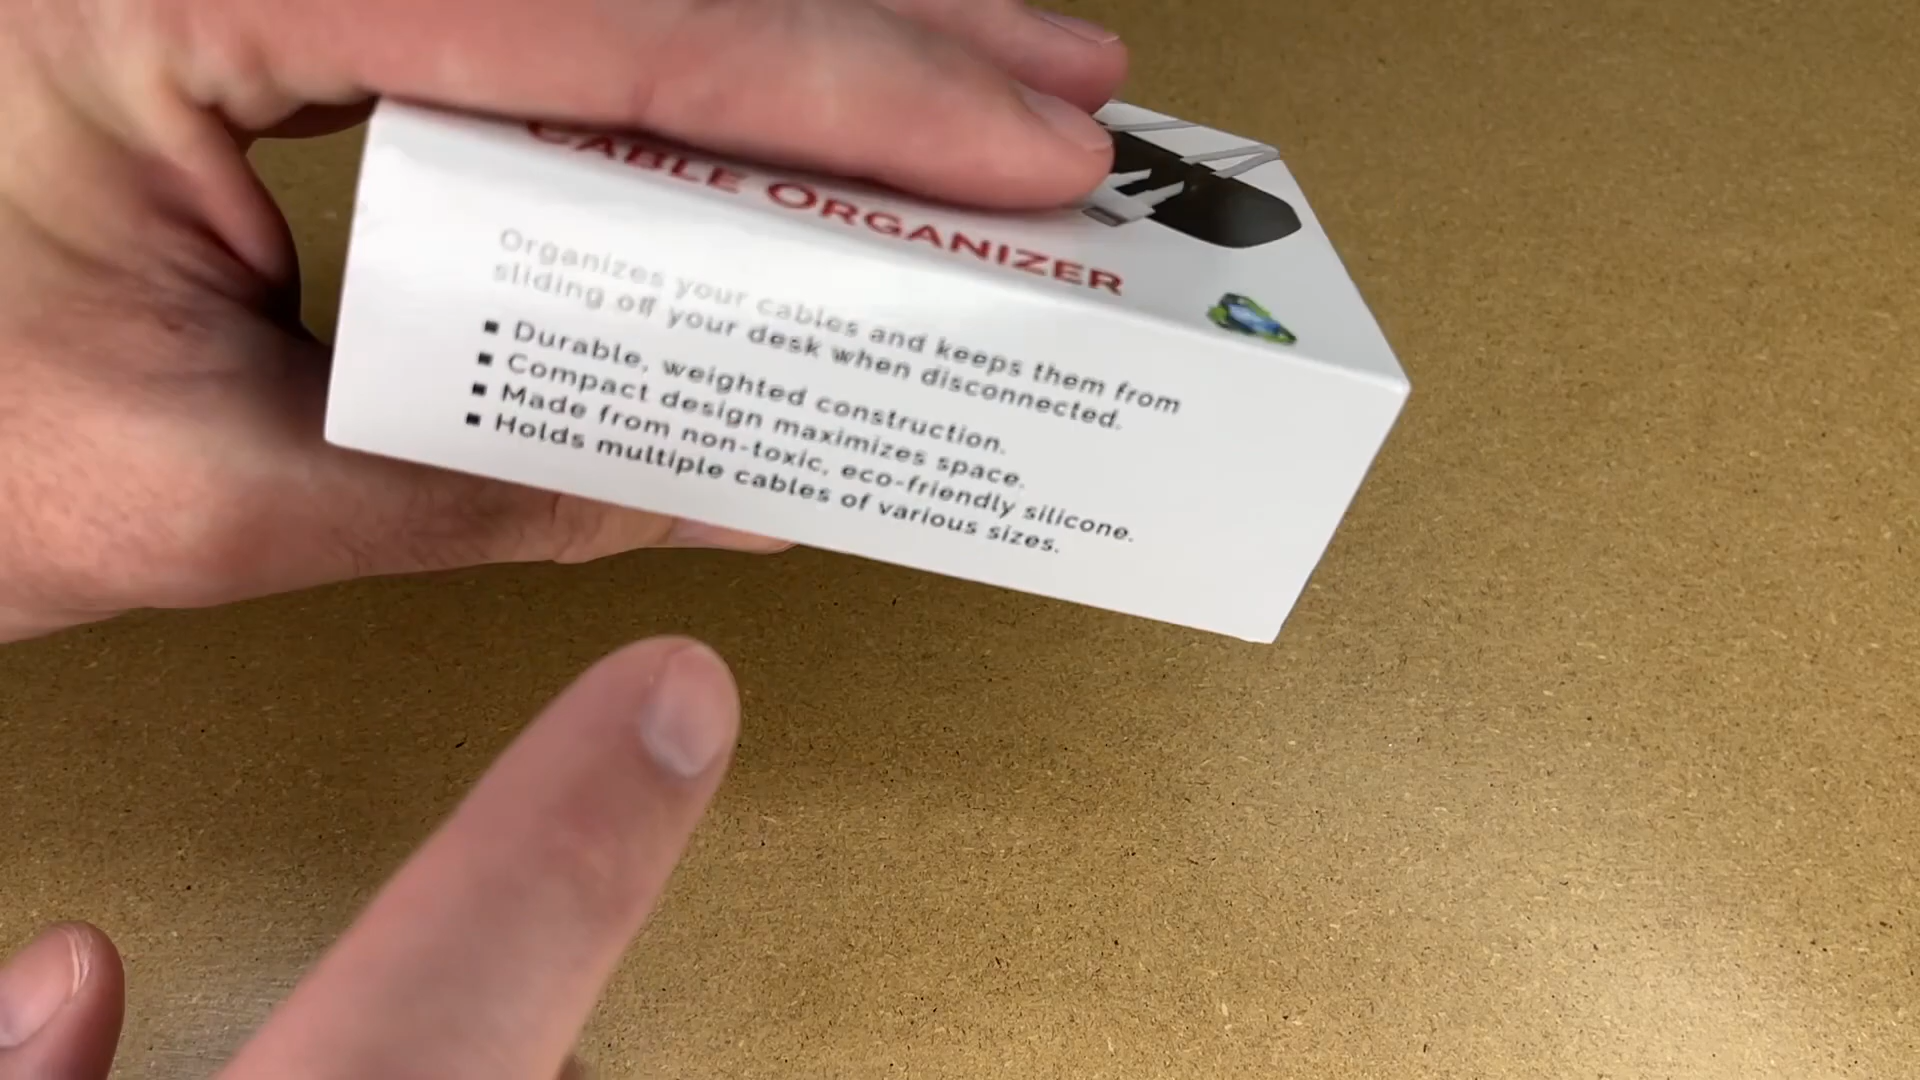 CABLE ORGANIZER
Organizes your cables and keeps them from
sliding off your desk when disconnected.
▪ Durable, weighted construction.
▪ Compact design maximizes space.
▪ Made from non-toxic, eco-friendly silicone.
▪ Holds multiple cables of various sizes.